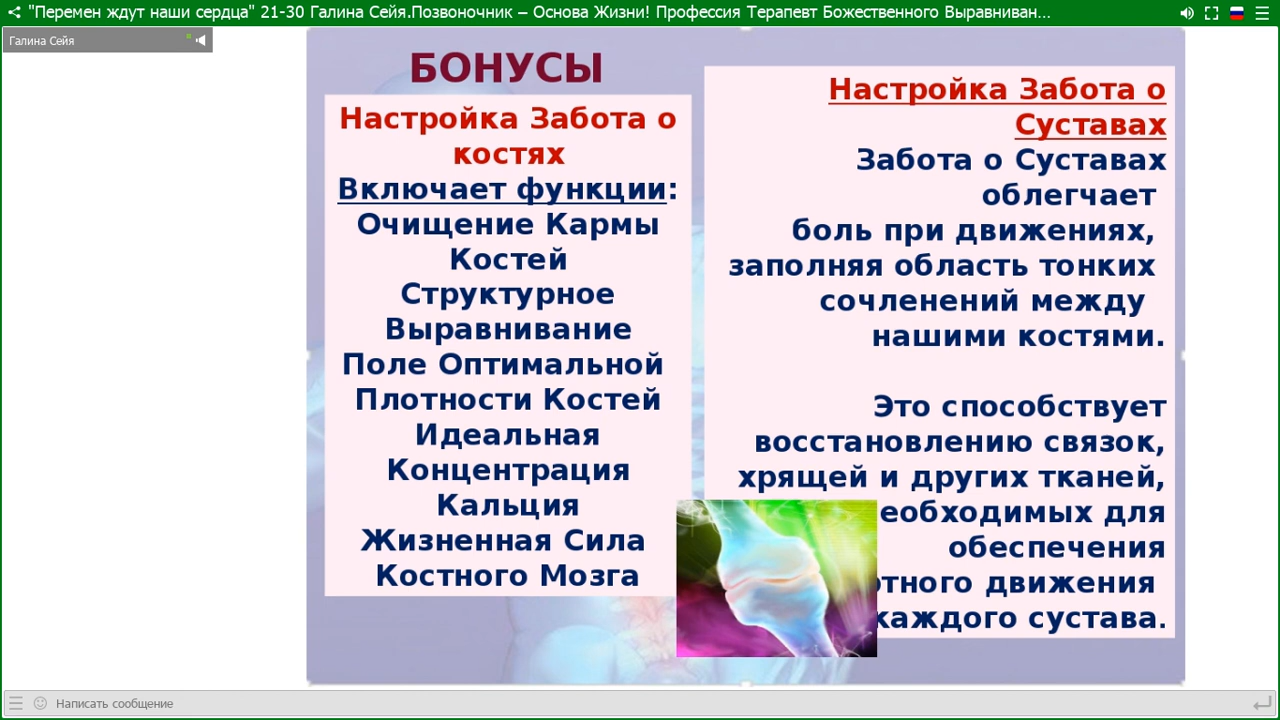 "Перемен ждут наши сердца" 21-30 Галина Сейя.Позвоночник – Основа Жизни! Профессия Терапевт Божественного Выравниван...
Галина Сейя
БОНУСЫ
Настройка Забота о
костях
Включает функции:
Очищение Кармы
Костей
Структурное
Выравнивание
Поле Оптимальной
Плотности Костей
Идеальная
Концентрация
Кальция
Жизненная Сила
Костного Мозга
Настройка Забота о
Суставах
Забота о Суставах
облегчает
боль при движениях,
заполняя область тонких
сочленений между
нашими костями.
Это способствует
восстановлению связок,
хрящей и других тканей,
еобходимых для
обеспечения
движения
каждого сустава.
Написать сообщение